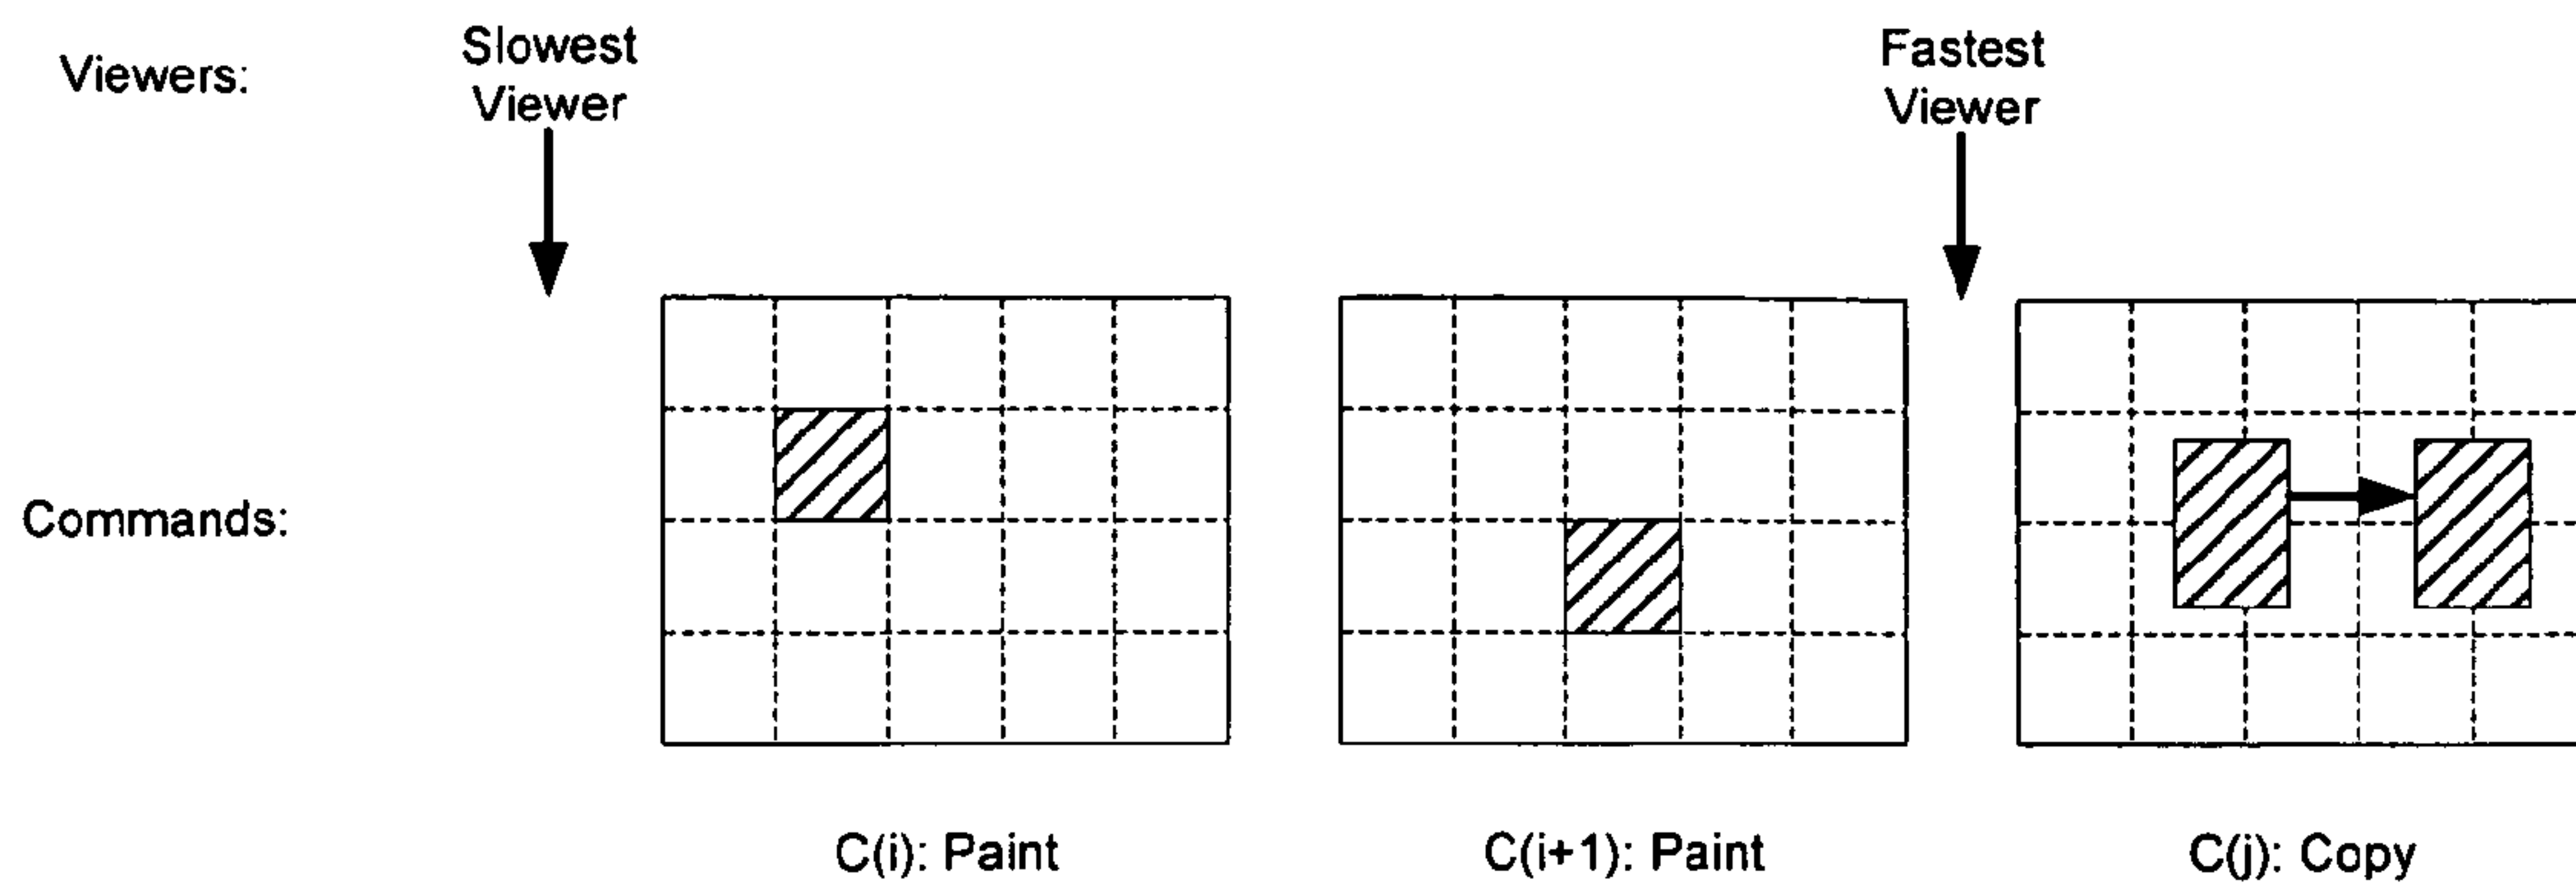 Viewers:
Slowest
Viewer
Fastest
Viewer
Commands:
C(i): Paint
C(i+1): Paint
C(j): Copy